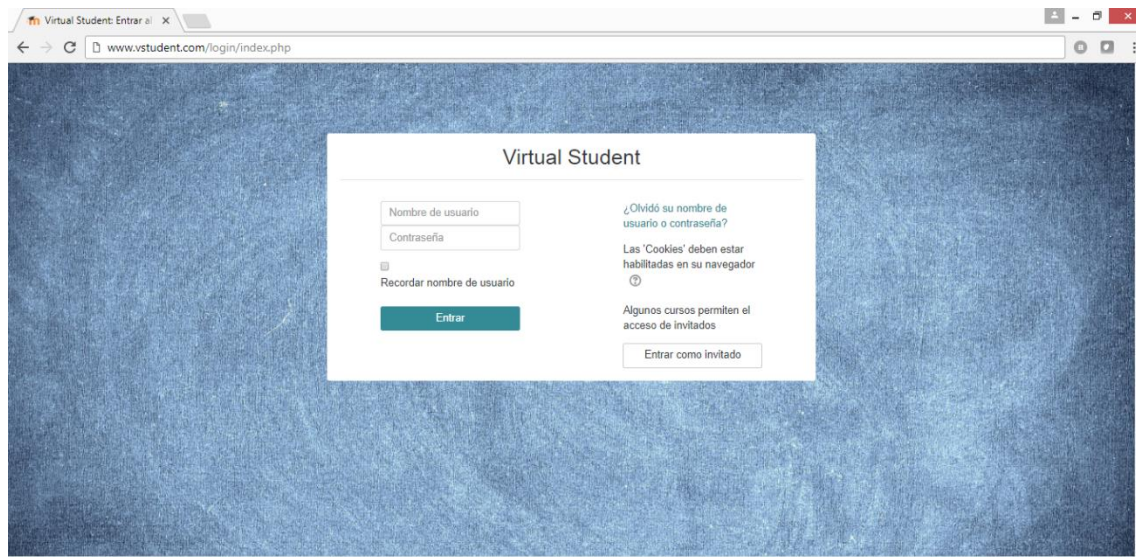 Virtual Student: Entrar al
www.vstudent.com/login/index.php
Virtual Student
Nombre de usuario
Contraseña
Recordar nombre de usuario
Entrar
¿Olvidó su nombre de
usuario o contraseña?
Las 'Cookies' deben estar
habilitadas en su navegador
Algunos cursos permiten el
acceso de invitados
Entrar como invitado